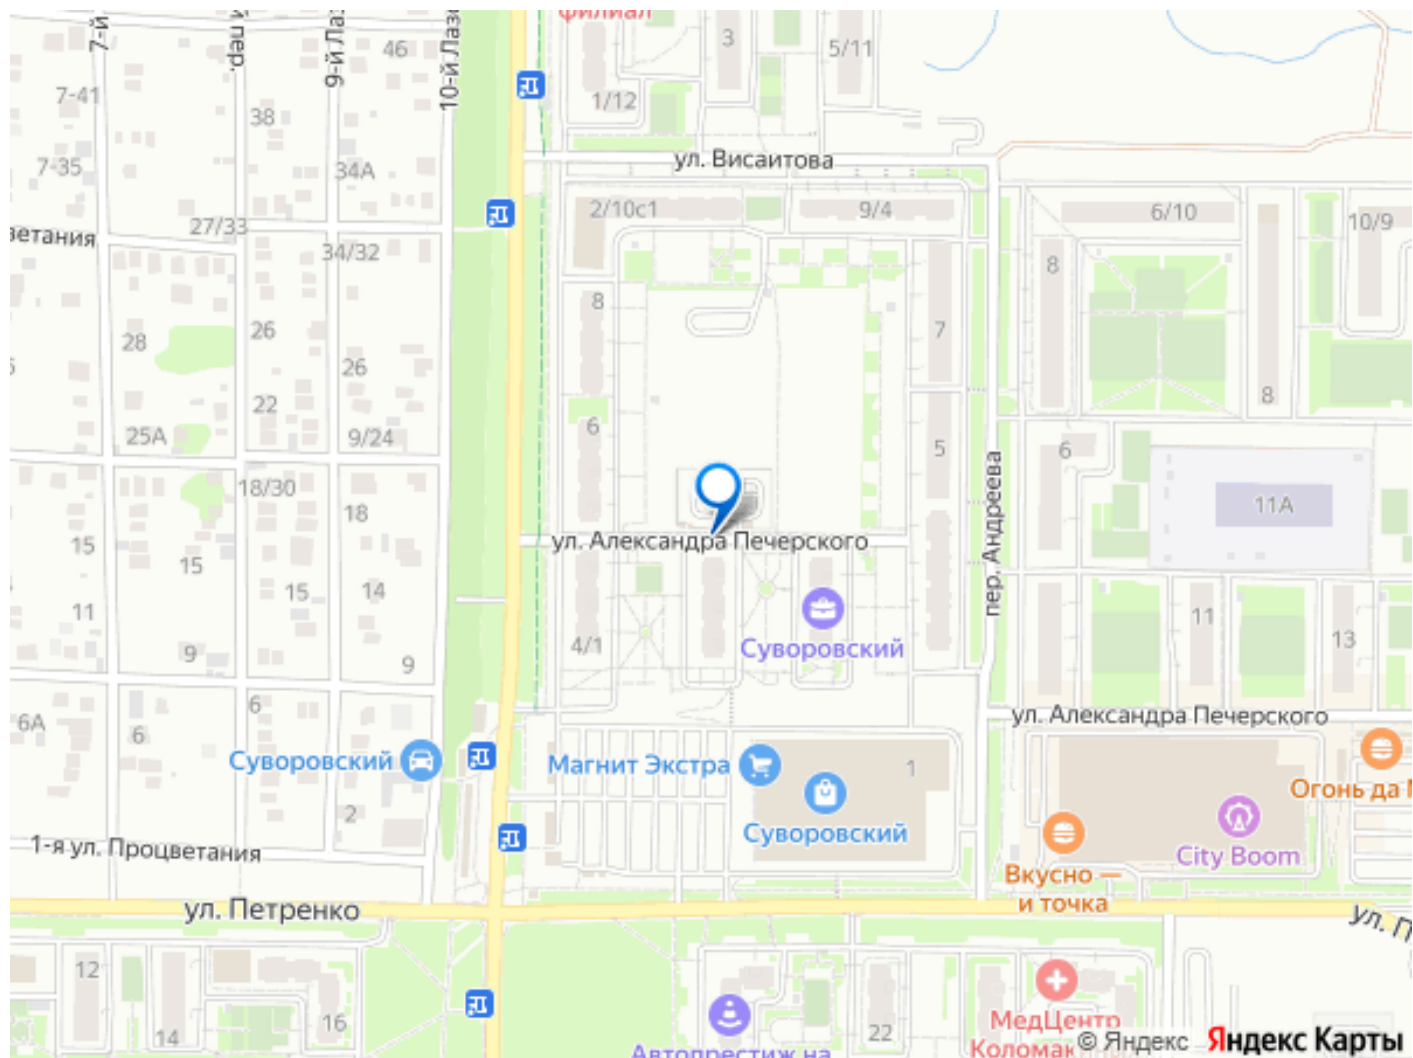 филиал
7-й
й пер.
9-й Лаз
10-й Лаз
46
3
5/11
7-41
38
1/12
7-35
34А
ул. Висаитова
27/33
2/10с1
9/4
6/10
10/9
ветания
34/32
8
8
28
26
8
7
26
22
8
25А
9/24
6
5
6
18/30
18
11А
15
ул. Александра Печерского
пер. Андреева
15
15
14
11
11
13
9
9
4/1
Суворовский
6А
6
6
ул. Александра Печерского
Суворовский
Магнит Экстра
1
Огонь да
2
Суворовский
1-я ул. Процветания
City Boom
Вкусно —
и точка
ул. Петренко
ул. П
12
14
16
22
МедЦентр
Автопрестиж на
© Яндекс Яндекс Карты